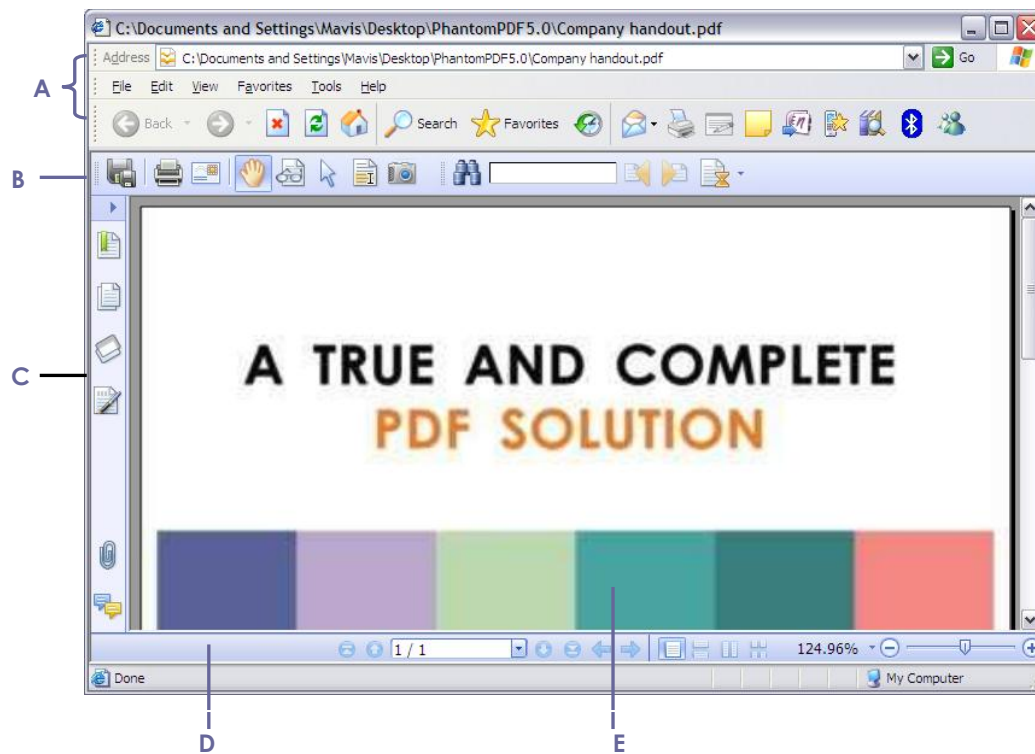 C:\Documents and Settings\Mavis\Desktop\PhantomPDF5.0\Company handout.pdf
Address C:\Documents and Settings\Mavis\Desktop\PhantomPDF5.0\Company handout.pdf Go
A
File Edit View Favorites Tools Help
Back Search Favorites
B
A TRUE AND COMPLETE
C
PDF SOLUTION
1 / 1 124.96%
Done My Computer
D E